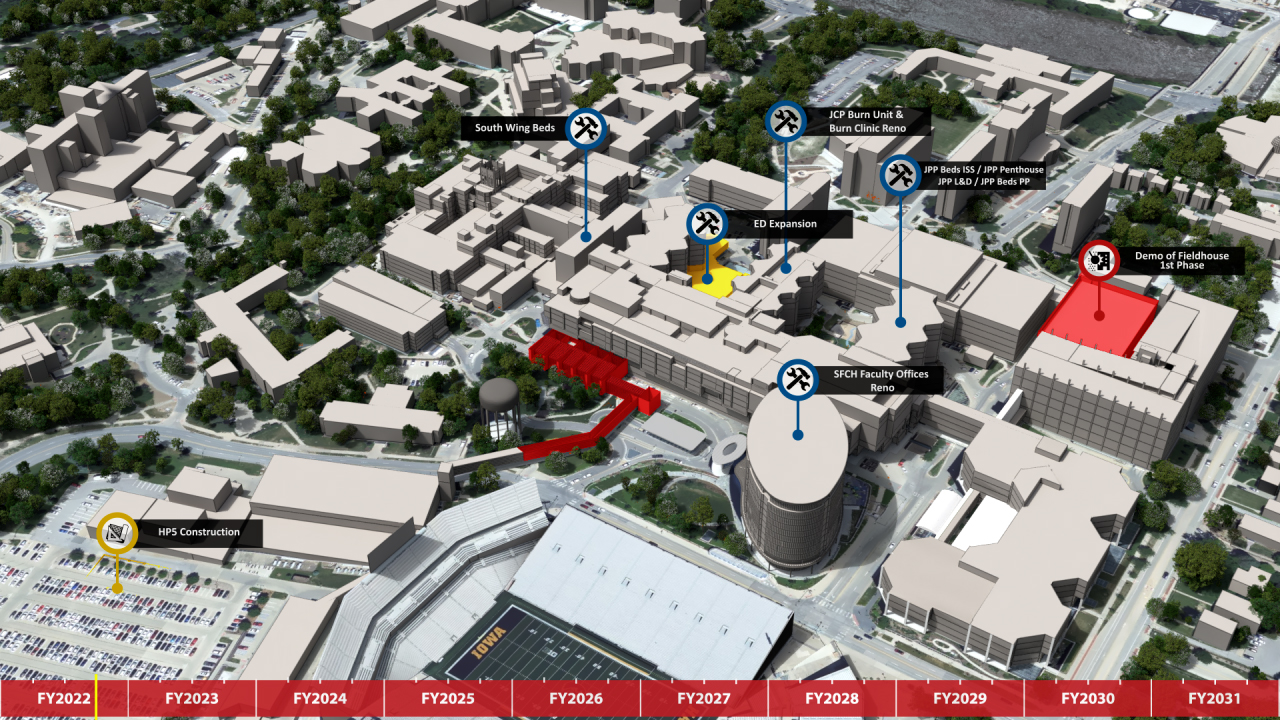 JCP Burn Unit &
Burn Clinic Reno
South Wing Beds
JPP Beds ISS / JPP Penthouse
JPP L&D / JPP Beds PP
ED Expansion
Demo of Fieldhouse
1st Phase
SFCH Faculty Offices
Reno
HP5 Construction
IOWA
FY2022
FY2023
FY2024
FY2025
FY2026
FY2027
FY2028
FY2029
FY2030
FY2031